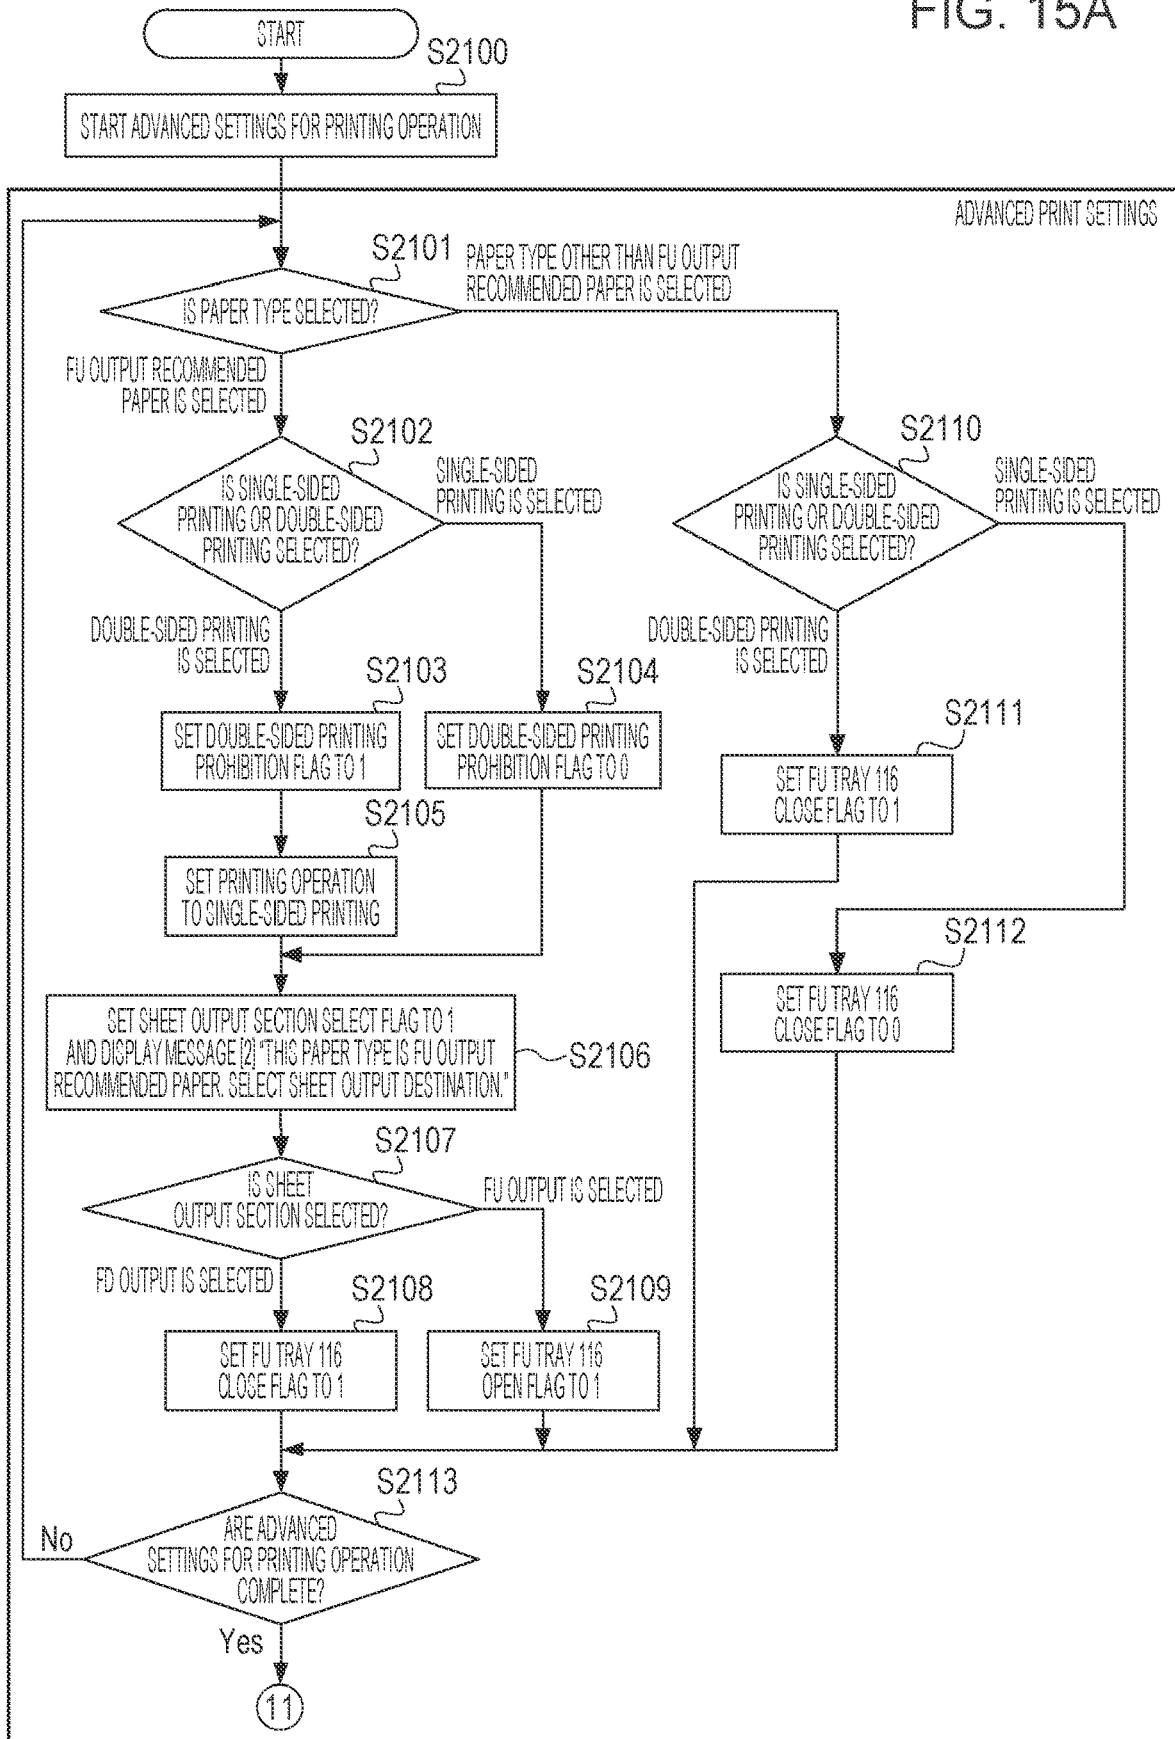 FIG. 15A
START
S2100
START ADVANCED SETTINGS FOR PRINTING OPERATION
ADVANCED PRINT SETTINGS
S2101
IS PAPER TYPE SELECTED?
PAPER TYPE OTHER THAN FU OUTPUT
RECOMMENDED PAPER IS SELECTED
FU OUTPUT RECOMMENDED
PAPER IS SELECTED
S2102
IS SINGLE-SIDED
PRINTING OR DOUBLE-SIDED
PRINTING SELECTED?
SINGLE-SIDED
PRINTING IS SELECTED
S2110
IS SINGLE-SIDED
PRINTING OR DOUBLE-SIDED
PRINTING SELECTED?
SINGLE-SIDED
PRINTING IS SELECTED
DOUBLE-SIDED PRINTING
IS SELECTED
DOUBLE-SIDED PRINTING
IS SELECTED
S2103
SET DOUBLE-SIDED PRINTING
PROHIBITION FLAG TO 1
S2104
SET DOUBLE-SIDED PRINTING
PROHIBITION FLAG TO 0
S2111
SET FU TRAY 116
CLOSE FLAG TO 1
S2105
SET PRINTING OPERATION
TO SINGLE-SIDED PRINTING
S2112
SET FU TRAY 116
CLOSE FLAG TO 0
SET SHEET OUTPUT SECTION SELECT FLAG TO 1
AND DISPLAY MESSAGE [2] "THIS PAPER TYPE IS FU OUTPUT
RECOMMENDED PAPER. SELECT SHEET OUTPUT DESTINATION."
S2106
S2107
IS SHEET
OUTPUT SECTION SELECTED?
FU OUTPUT IS SELECTED
FD OUTPUT IS SELECTED
S2108
SET FU TRAY 116
CLOSE FLAG TO 1
S2109
SET FU TRAY 116
OPEN FLAG TO 1
S2113
ARE ADVANCED
SETTINGS FOR PRINTING OPERATION
COMPLETE?
No
Yes
11